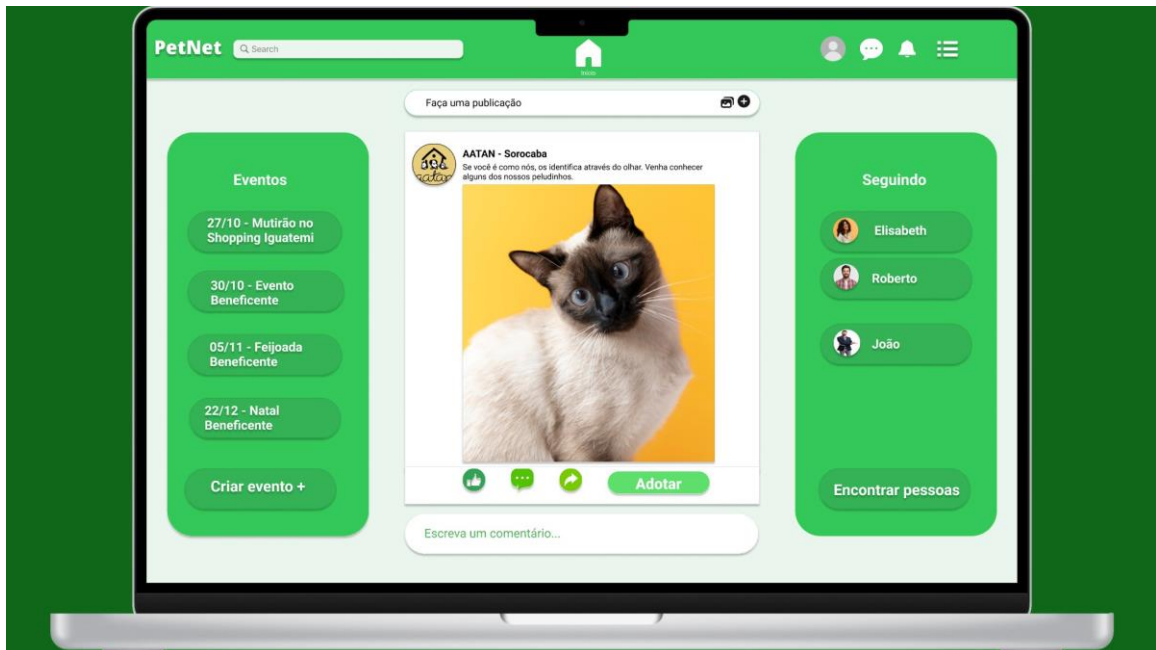 PetNet
Search
Início
Faça uma publicação
Eventos
27/10 - Mutirão no
Shopping Iguatemi
30/10 - Evento
Beneficente
05/11 - Feijoada
Beneficente
22/12 - Natal
Beneficente
Criar evento +
AATAN - Sorocaba
Se você é como nós, os identifica através do olhar. Venha conhecer
alguns dos nossos peludinhos.
aatan
Adotar
Escreva um comentário...
Seguindo
Elisabeth
Roberto
João
Encontrar pessoas